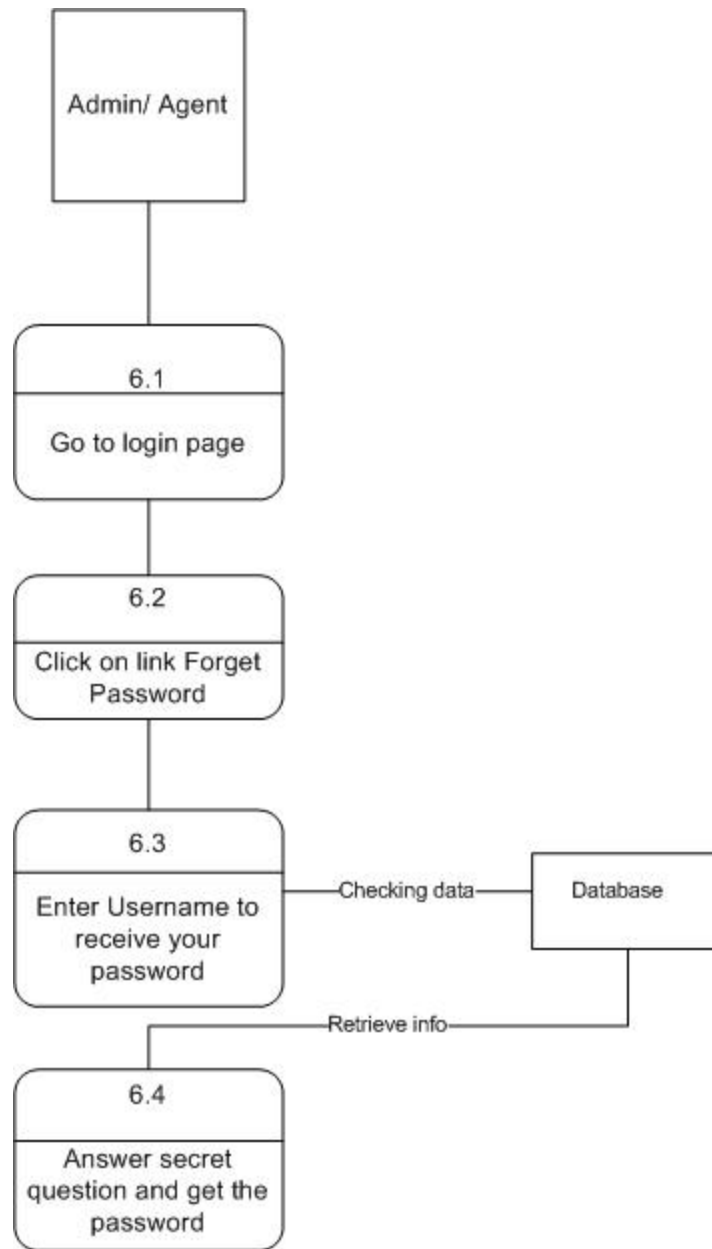 Admin/ Agent
6.1
Go to login page
6.2
Click on link Forget
Password
6.3
Enter Username to
receive your
password
Checking data
Database
Retrieve info
6.4
Answer secret
question and get the
password